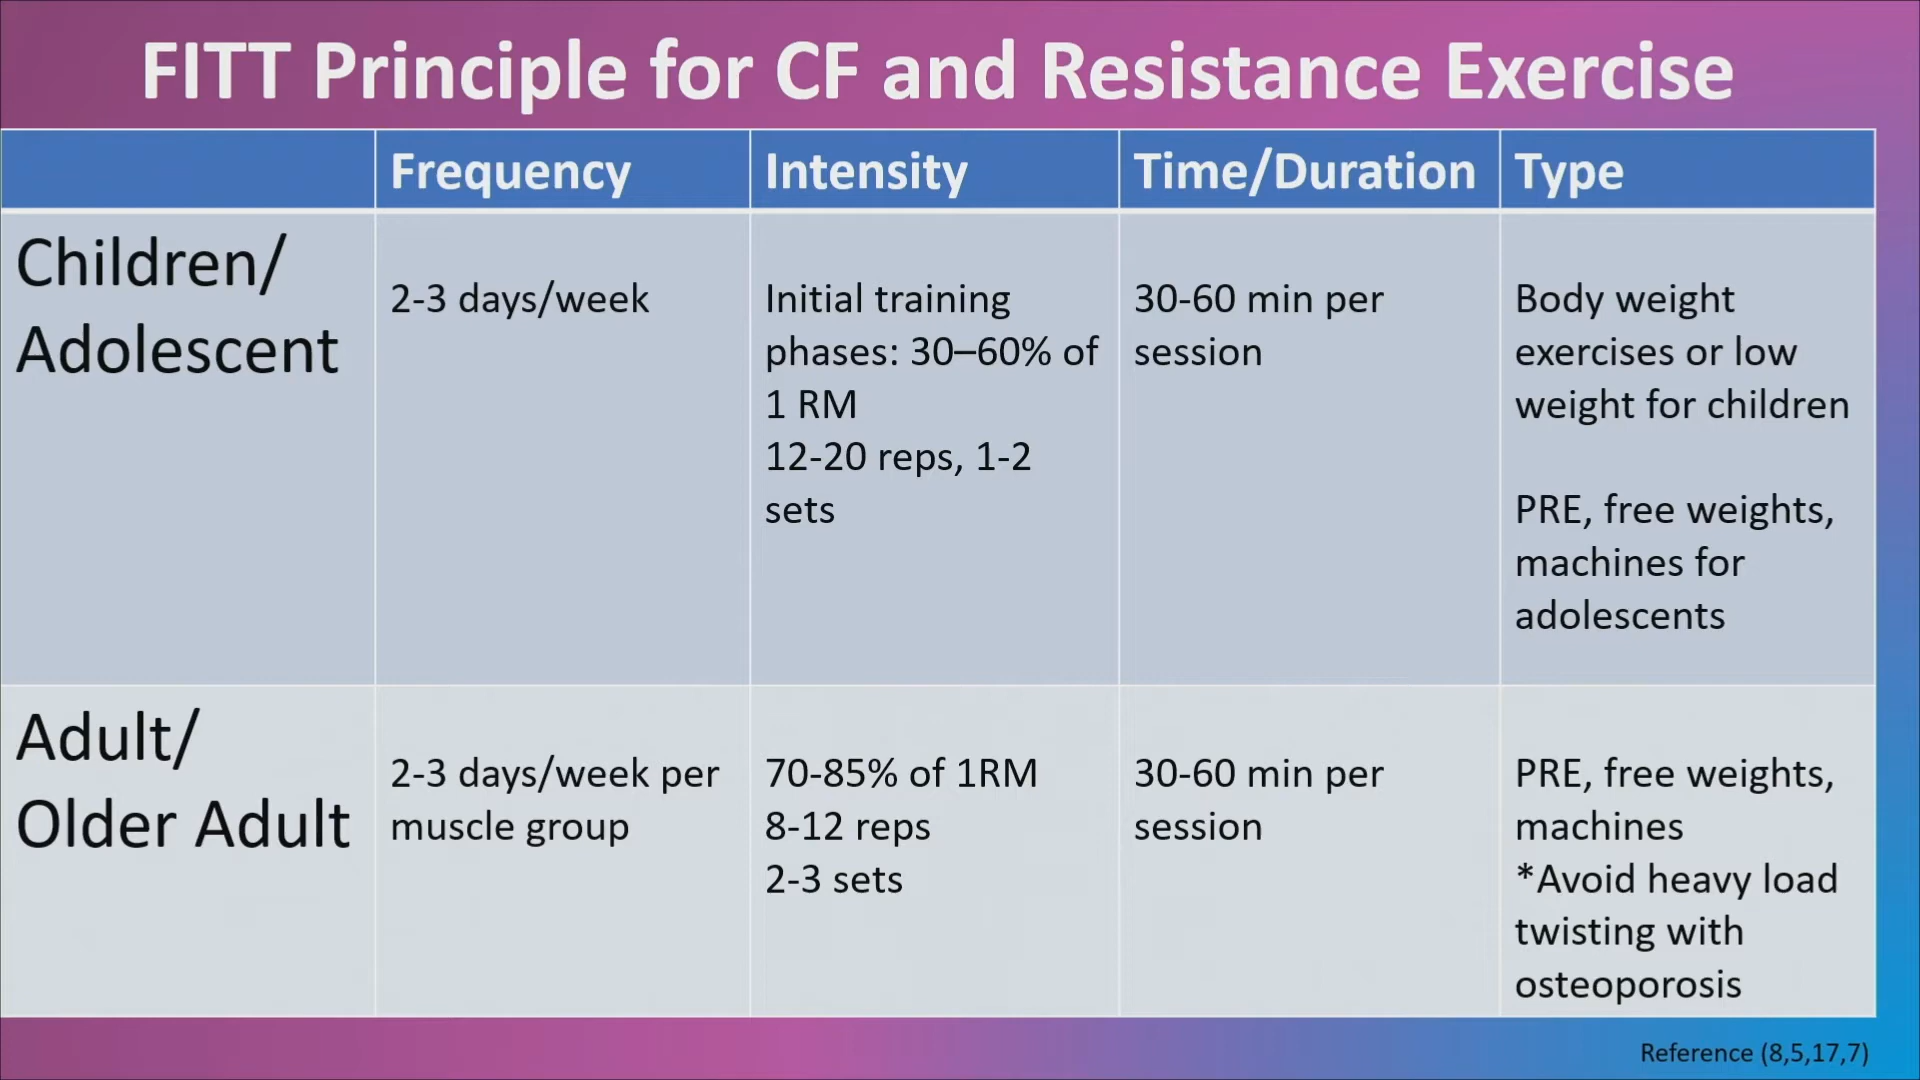 FITT Principle for CF and Resistance Exercise
Frequency
Intensity
Time/Duration
Type
Children/
Adolescent
2-3 days/week
Initial training
phases: 30–60% of
1 RM
12-20 reps, 1-2
sets
30-60 min per
session
Body weight
exercises or low
weight for children
PRE, free weights,
machines for
adolescents
Adult/
Older Adult
2-3 days/week per
muscle group
70-85% of 1RM
8-12 reps
2-3 sets
30-60 min per
session
PRE, free weights,
machines
*Avoid heavy load
twisting with
osteoporosis
Reference (8,5,17,7)